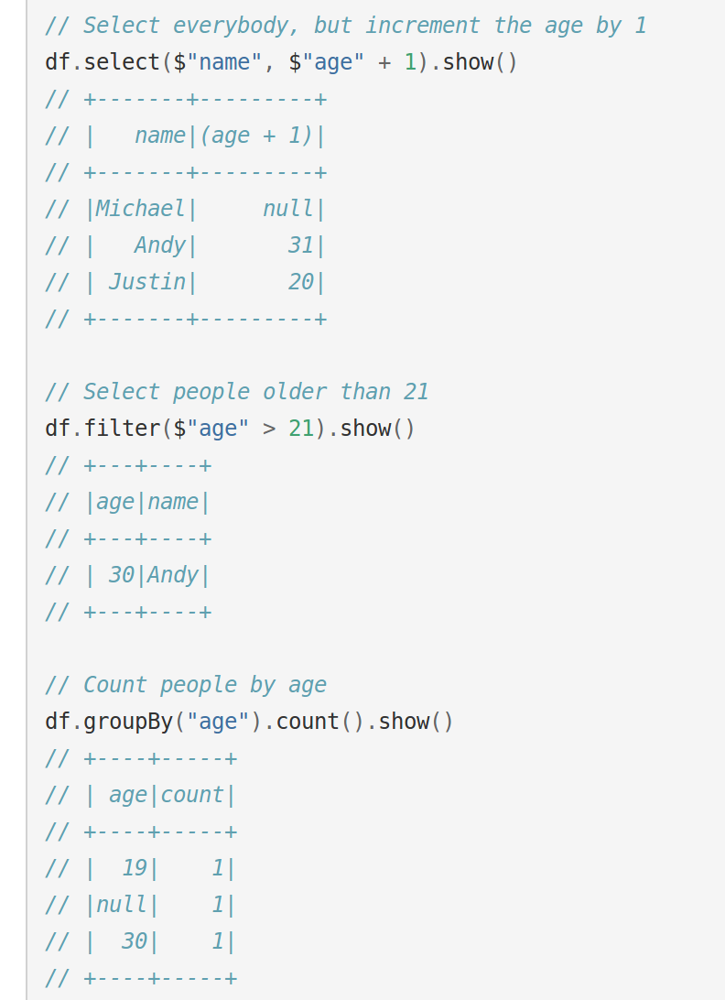 // Select everybody, but increment the age by 1
df.select($"name", $"age" + 1).show()
// +-------+---------+
// |   name|(age + 1)|
// +-------+---------+
// |Michael|     null|
// |   Andy|       31|
// | Justin|       20|
// +-------+---------+

// Select people older than 21
df.filter($"age" > 21).show()
// +---+----+
// |age|name|
// +---+----+
// | 30|Andy|
// +---+----+

// Count people by age
df.groupBy("age").count().show()
// +----+-----+
// | age|count|
// +----+-----+
// |  19|    1|
// |null|    1|
// |  30|    1|
// +----+-----+